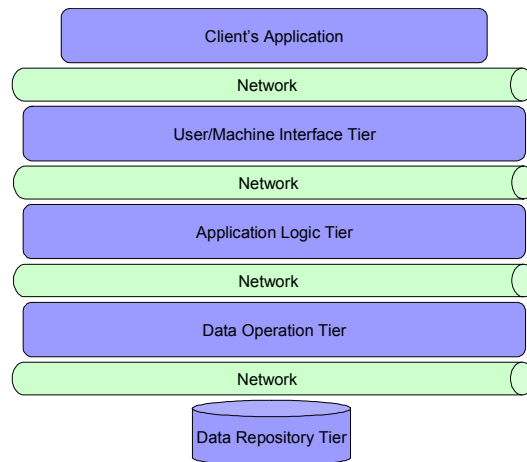 Client's Application
Network
User/Machine Interface Tier
Network
Application Logic Tier
Network
Data Operation Tier
Network
Data Repository Tier